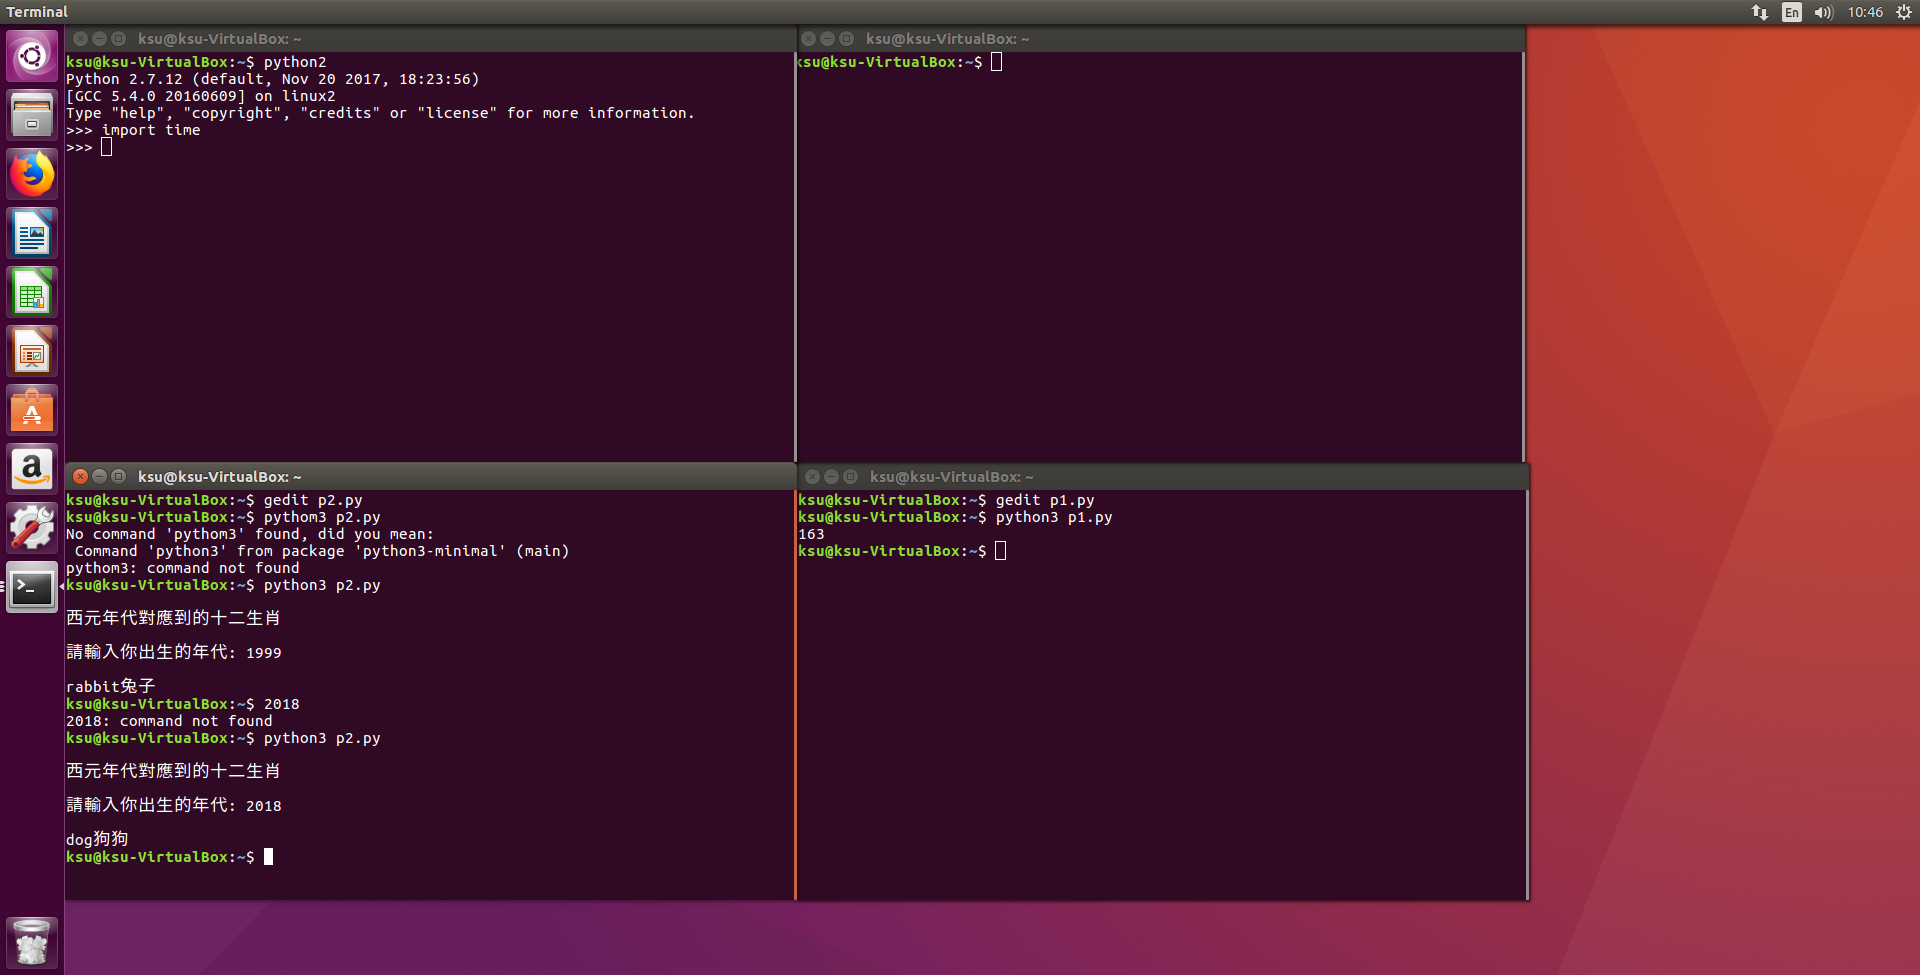 Terminal
En
10:46
ksu@ksu-VirtualBox: ~
ksu@ksu-VirtualBox:~$ python2
Python 2.7.12 (default, Nov 20 2017, 18:23:56)
[GCC 5.4.0 20160609] on linux2
Type "help", "copyright", "credits" or "license" for more information.
>>> import time
>>>
ksu@ksu-VirtualBox: ~
ksu@ksu-VirtualBox:~$
ksu@ksu-VirtualBox: ~
ksu@ksu-VirtualBox:~$ gedit p2.py
ksu@ksu-VirtualBox:~$ pythom3 p2.py
No command 'pythom3' found, did you mean:
 Command 'python3' from package 'python3-minimal' (main)
pythom3: command not found
ksu@ksu-VirtualBox:~$ python3 p2.py
西元年代對應到的十二生肖
請輸入你出生的年代: 1999
rabbit兔子
ksu@ksu-VirtualBox:~$ 2018
2018: command not found
ksu@ksu-VirtualBox:~$ python3 p2.py
西元年代對應到的十二生肖
請輸入你出生的年代: 2018
dog狗狗
ksu@ksu-VirtualBox:~$
ksu@ksu-VirtualBox: ~
ksu@ksu-VirtualBox:~$ gedit p1.py
ksu@ksu-VirtualBox:~$ python3 p1.py
163
ksu@ksu-VirtualBox:~$